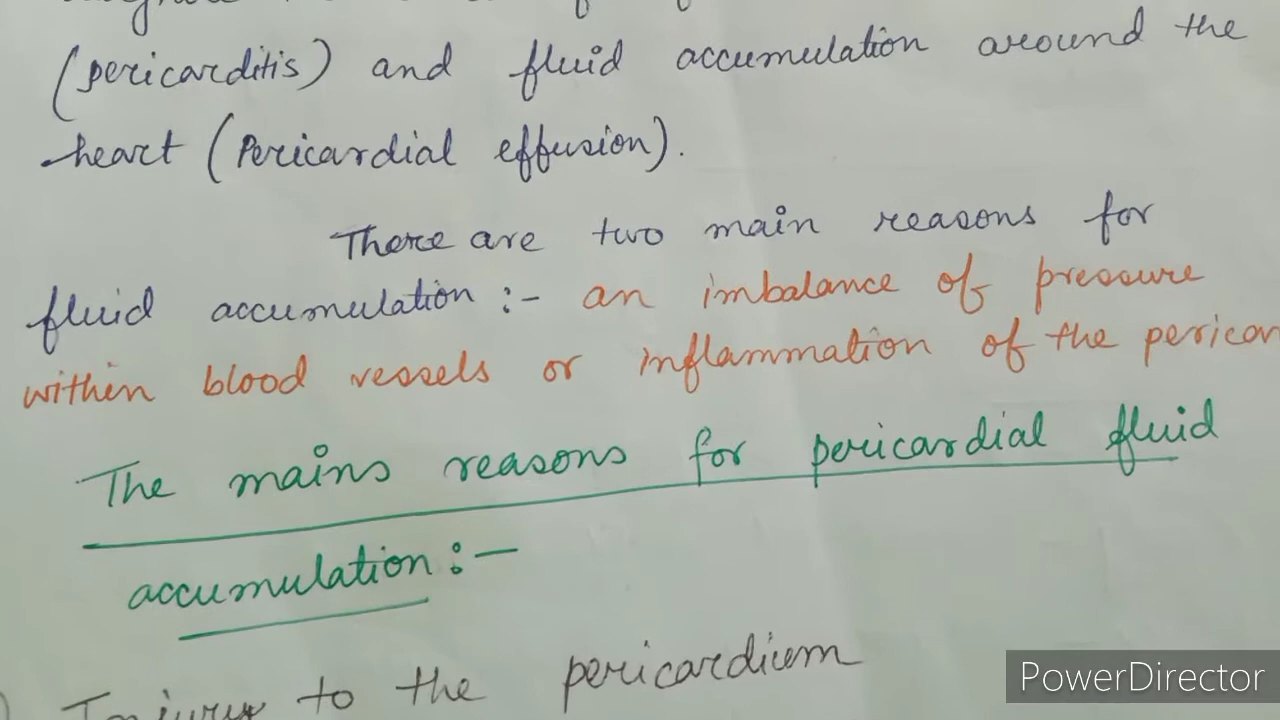 (pericarditis) and fluid accumulation around the
heart (Pericardial effusion).
There are two main reasons for
fluid accumulation :- an imbalance of pressure
within blood vessels or inflammation of the perican
The mains reasons for pericardial fluid
accumulation :-
Injury to the pericardium
PowerDirector